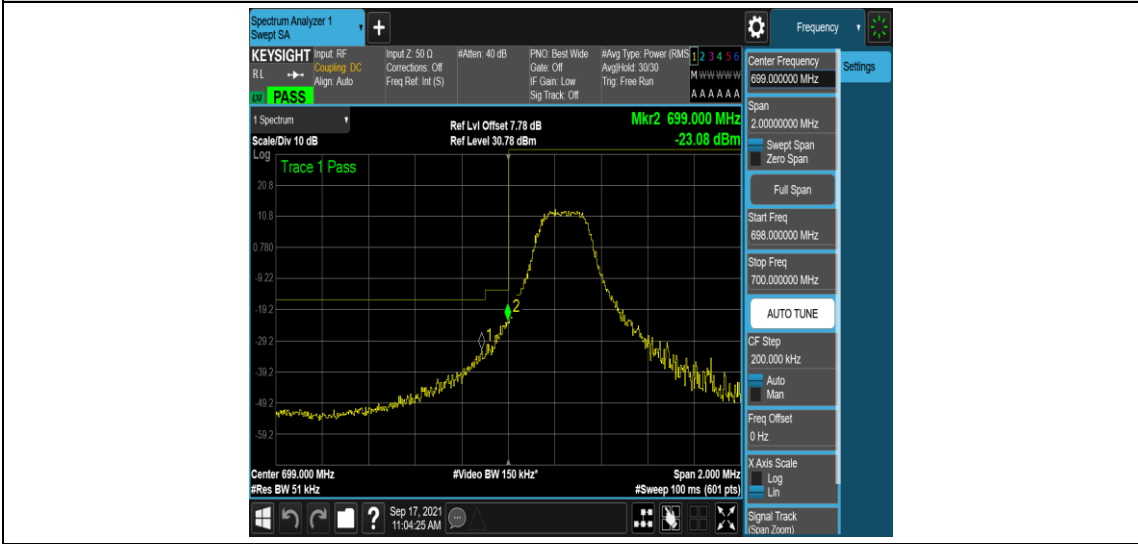 Spectrum Analyzer 1
Swept SA
+
Frequency
KEYSIGHT
RL
PASS
Input: RF
Coupling: DC
Align: Auto
Input Z: 50 Ω
Corrections: Off
Freq Ref: Int (S)
#Atten: 40 dB
PNO: Best Wide
Gate: Off
IF Gain: Low
Sig Track: Off
#Avg Type: Power (RMS
Avg|Hold: 30/30
Trig: Free Run
1 2 3 4 5 6
M W W W W W
A A A A A A
1 Spectrum
Scale/Div 10 dB
Ref Lvl Offset 7.78 dB
Ref Level 30.78 dBm
Mkr2 699.000 MHz
-23.08 dBm
Log
Trace 1 Pass
20.8
10.8
0.780
-9.22
-19.2
-29.2
-39.2
-49.2
-59.2
1
2
Center 699.000 MHz
#Res BW 51 kHz
#Video BW 150 kHz*
Span 2.000 MHz
#Sweep 100 ms (601 pts)
?
Sep 17, 2021
11:04:25 AM
Center Frequency
699.000000 MHz
Settings
Span
2.00000000 MHz
Swept Span
Zero Span
Full Span
Start Freq
698.000000 MHz
Stop Freq
700.000000 MHz
AUTO TUNE
CF Step
200.000 kHz
Auto
Man
Freq Offset
0 Hz
X Axis Scale
Log
Lin
Signal Track
(Span Zoom)